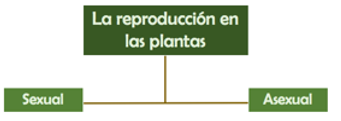 La reproducción en
las plantas
Sexual
Asexual